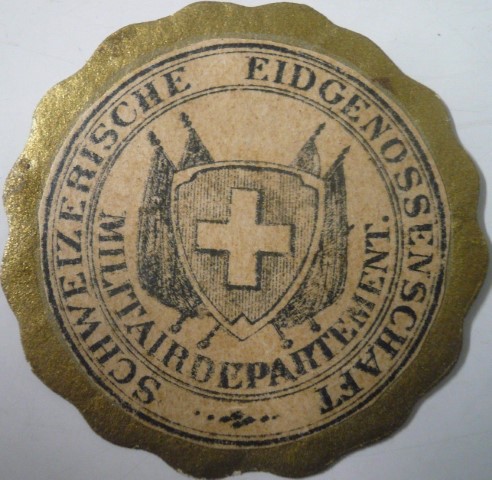 SCHWEIZERISCHE EIDGENOSSENSCHAFT
MILITAIRDEPARTEMENT.